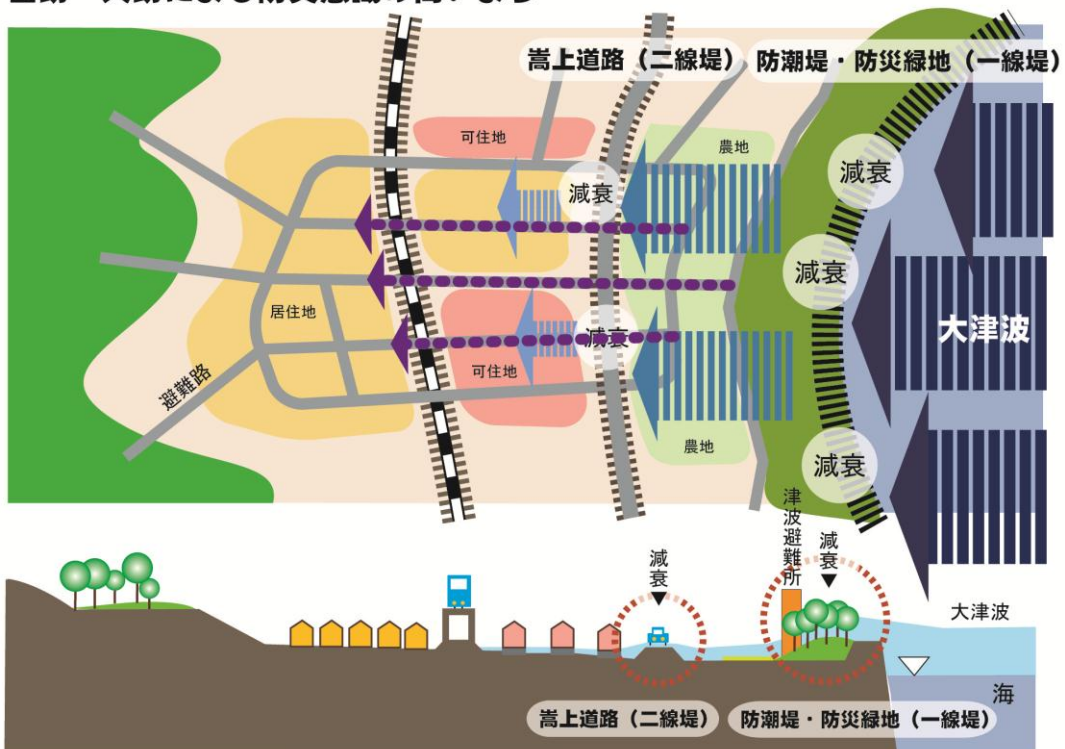 嵩上道路（二線堤）
防潮堤・防災緑地（一線堤）
可住地
農地
減衰
減衰
減衰
大津波
居住地
減衰
可住地
避難路
農地
減衰
津波避難所
減衰
減衰
大津波
海
嵩上道路（二線堤）
防潮堤・防災緑地（一線堤）